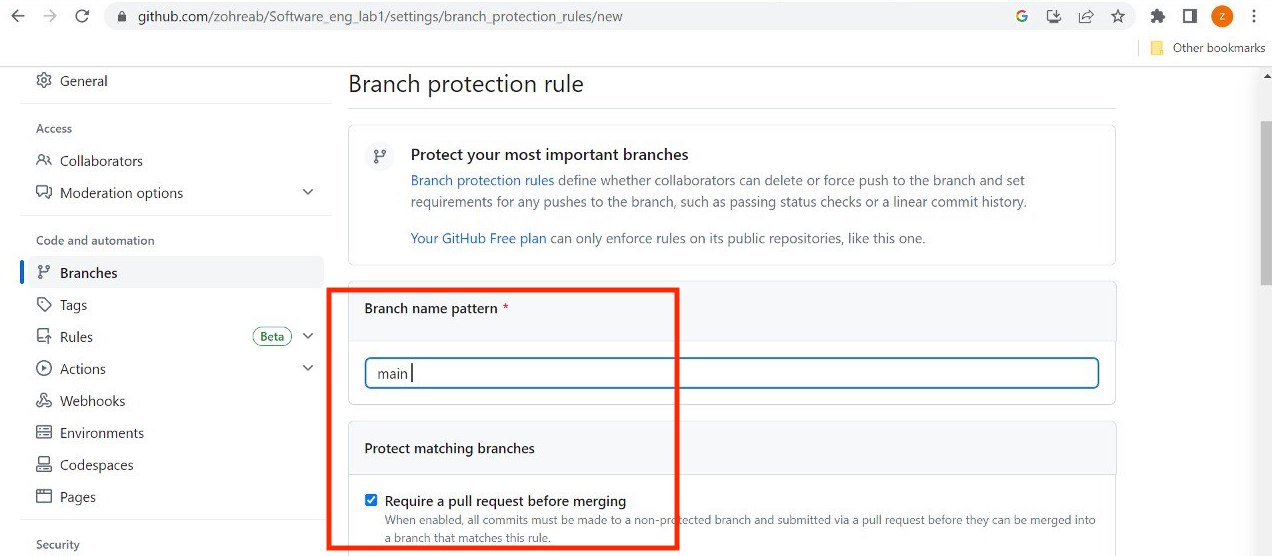 github.com/zohreab/Software_eng_lab1/settings/branch_protection_rules/new
G
z
Other bookmarks
General
Access
Collaborators
Moderation options
Code and automation
Branches
Tags
Rules Beta
Actions
Webhooks
Environments
Codespaces
Pages
Security
Branch protection rule
Protect your most important branches
Branch protection rules define whether collaborators can delete or force push to the branch and set
requirements for any pushes to the branch, such as passing status checks or a linear commit history.
Your GitHub Free plan can only enforce rules on its public repositories, like this one.
Branch name pattern *
main
Protect matching branches
Require a pull request before merging
When enabled, all commits must be made to a non-protected branch and submitted via a pull request before they can be merged into
a branch that matches this rule.